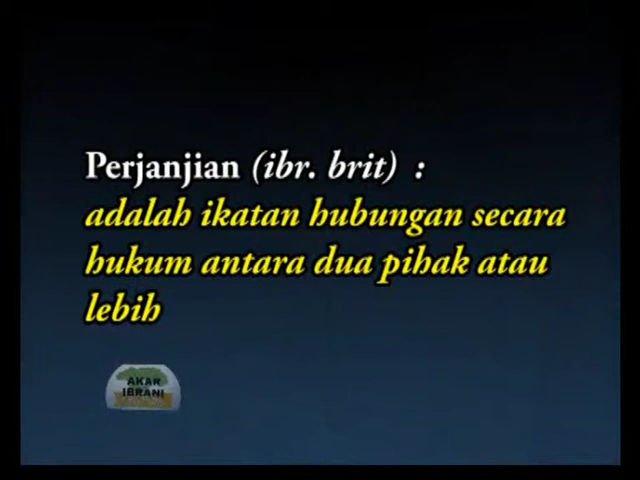 Perjanjian (ibr. brit) :
adalah ikatan hubungan secara
hukum antara dua pihak atau
lebih
AKAR
IBRANI